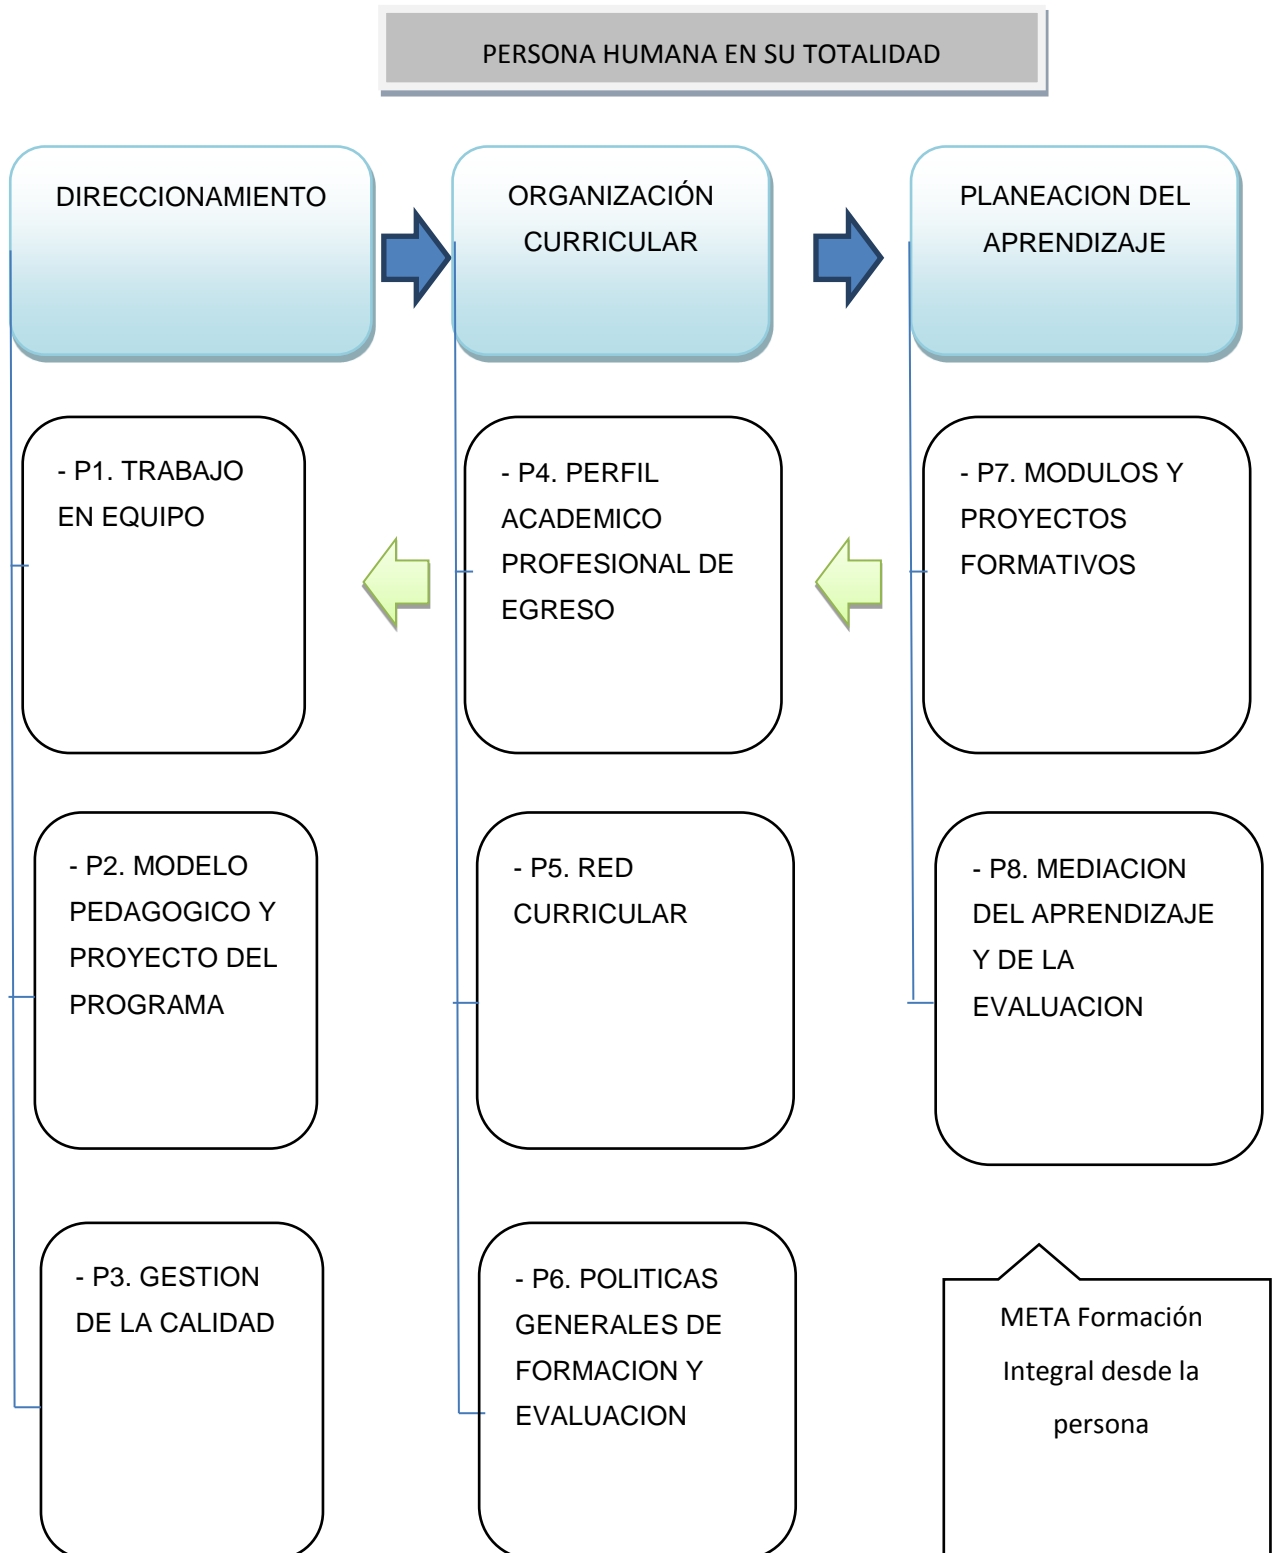 PERSONA HUMANA EN SU TOTALIDAD
DIRECCIONAMIENTO
ORGANIZACIÓN
CURRICULAR
PLANEACION DEL
APRENDIZAJE
- P1. TRABAJO
EN EQUIPO
- P4. PERFIL
ACADEMICO
PROFESIONAL DE
EGRESO
- P7. MODULOS Y
PROYECTOS
FORMATIVOS
- P2. MODELO
PEDAGOGICO Y
PROYECTO DEL
PROGRAMA
- P5. RED
CURRICULAR
- P8. MEDIACION
DEL APRENDIZAJE
Y DE LA
EVALUACION
- P3. GESTION
DE LA CALIDAD
- P6. POLITICAS
GENERALES DE
FORMACION Y
EVALUACION
META Formación
Integral desde la
persona